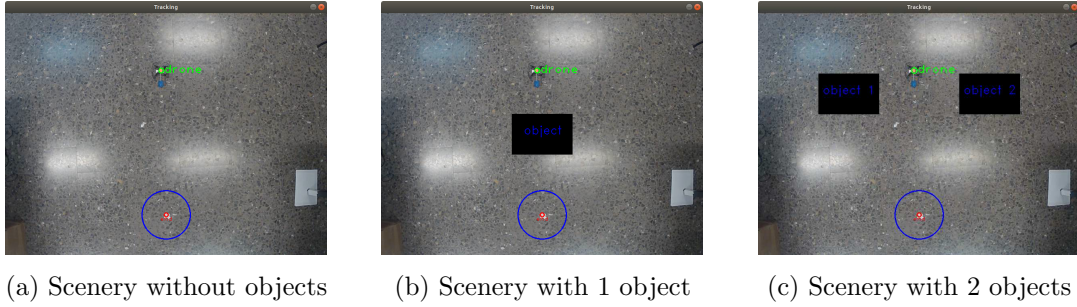 Tracking
Tracking
Tracking
drone
drone
drone
object
object 1
object 2
(a) Scenery without objects
(b) Scenery with 1 object
(c) Scenery with 2 objects